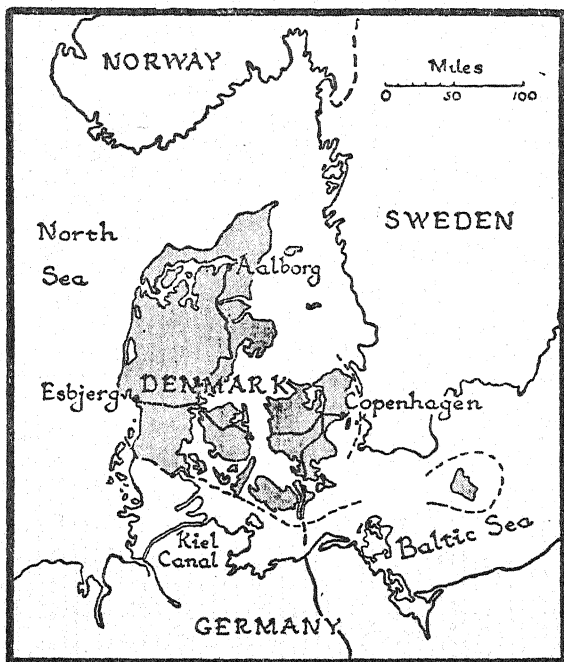 NORWAY
Miles
0 50 100
North
Sea
SWEDEN
Aalborg
Esbjerg
DENMARK
Copenhagen
Kiel
Canal
Baltic Sea
GERMANY